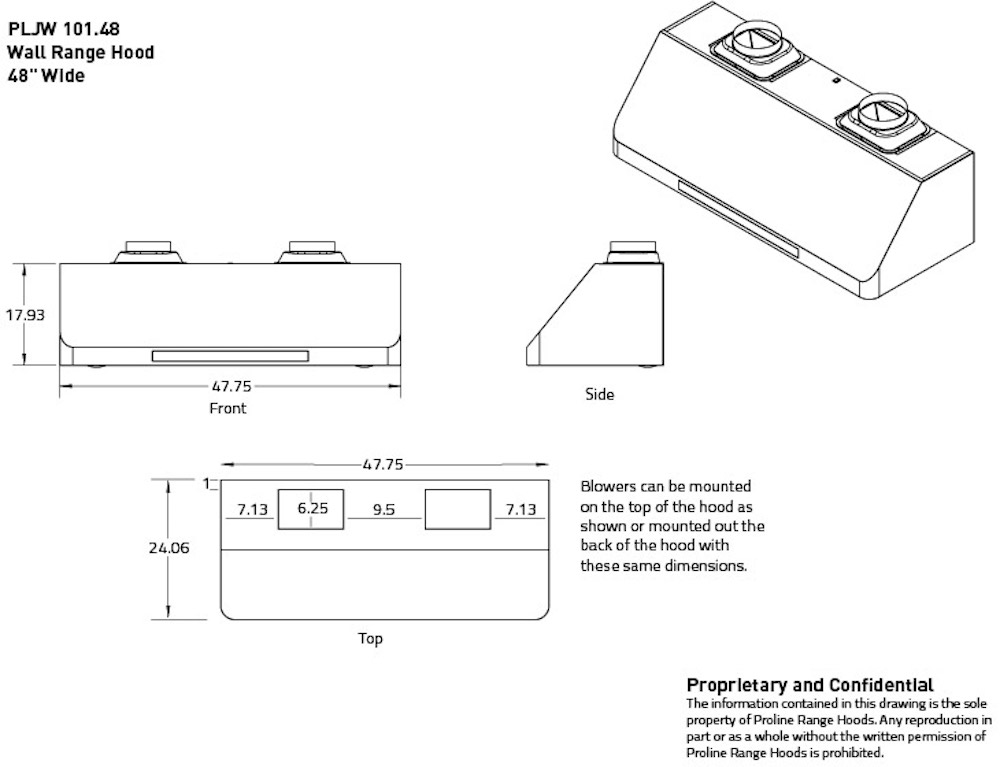 PLJW 101.48
Wall Range Hood
48" Wide
17.93
47.75
Front
Side
47.75
1
7.13
6.25
9.5
7.13
24.06
Top
Blowers can be mounted
on the top of the hood as
shown or mounted out the
back of the hood with
these same dimensions.
Proprietary and Confidential
The information contained in this drawing is the sole
property of Proline Range Hoods. Any reproduction in
part or as a whole without the written permission of
Proline Range Hoods is prohibited.